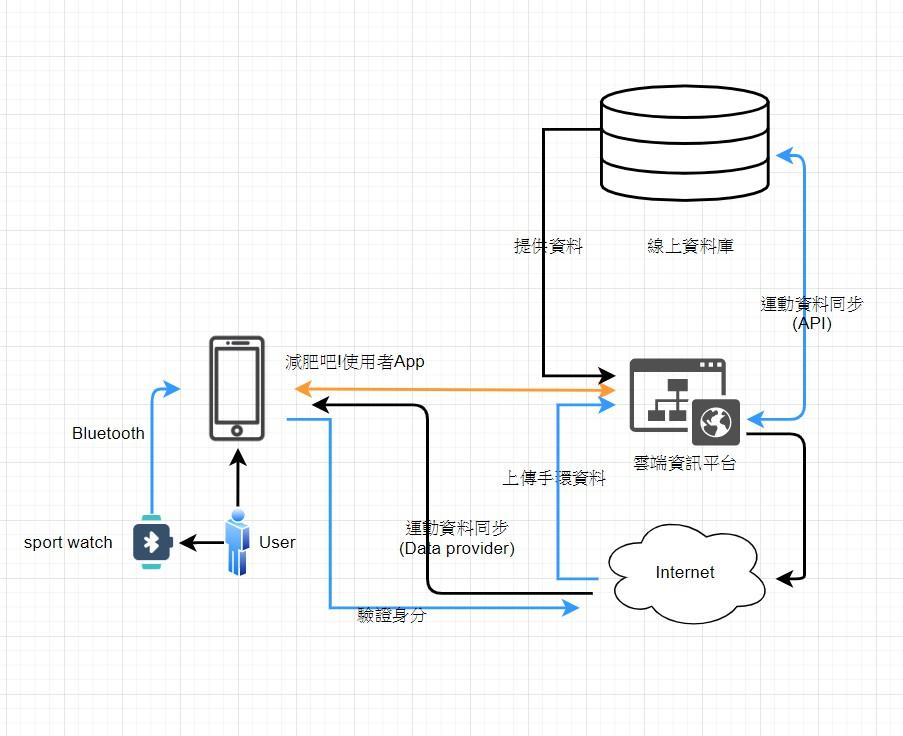 提供資料
線上資料庫
運動資料同步
(API)
減肥吧!使用者App
Bluetooth
雲端資訊平台
上傳手環資料
運動資料同步
(Data provider)
sport watch
User
Internet
驗證身分